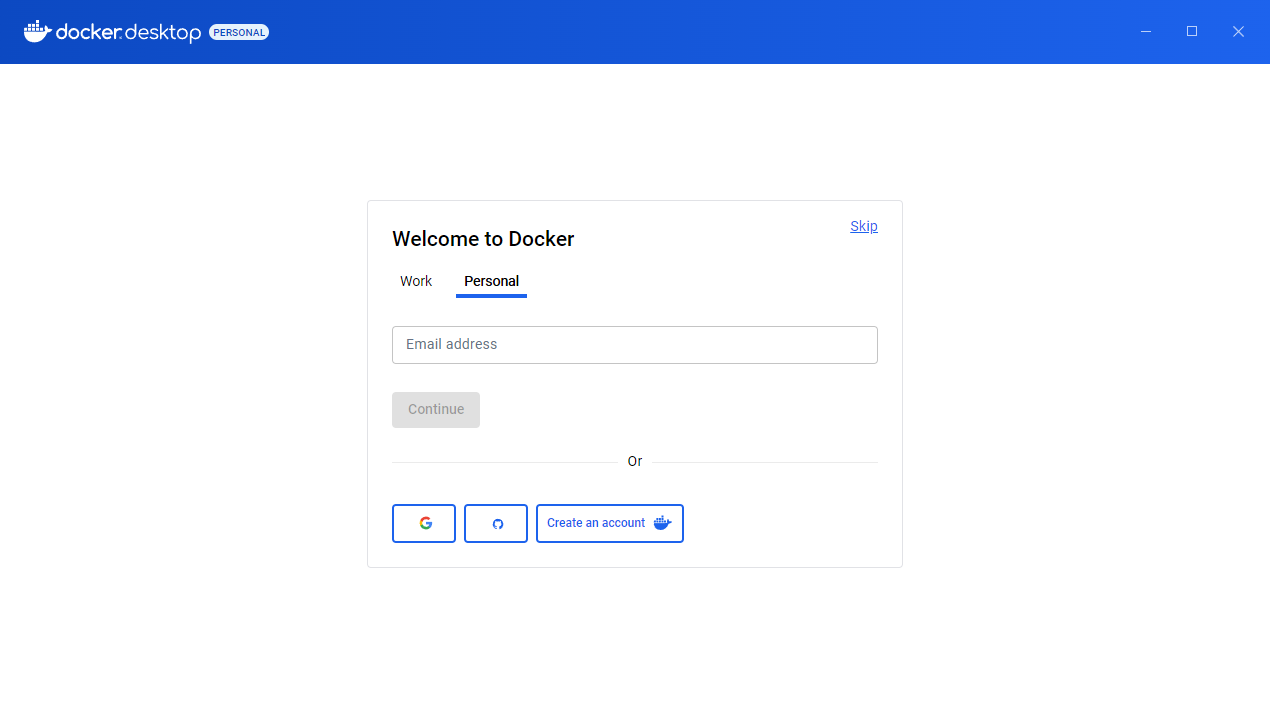 docker desktop PERSONAL
Skip
Welcome to Docker
Work Personal
Email address
Continue
Or
Create an account